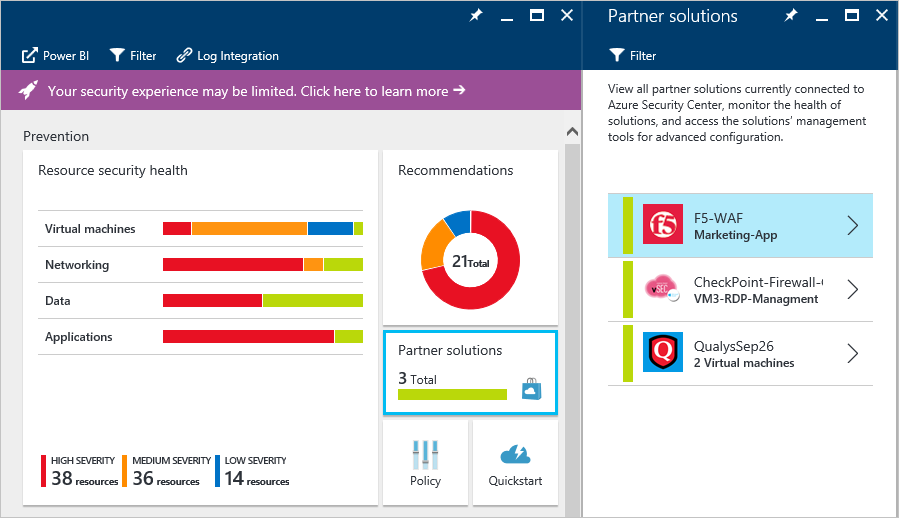 Power BI
Filter
Log Integration
Your security experience may be limited. Click here to learn more →
Prevention
Resource security health
Virtual machines
Networking
Data
Applications
HIGH SEVERITY
38 resources
MEDIUM SEVERITY
36 resources
LOW SEVERITY
14 resources
Recommendations
21 Total
Partner solutions
3 Total
Policy
Quickstart
Partner solutions
Filter
View all partner solutions currently connected to
Azure Security Center, monitor the health of
solutions, and access the solutions' management
tools for advanced configuration.
f5
F5-WAF
Marketing-App
vSEC
CheckPoint-Firewall-
VM3-RDP-Managment
Q
QualysSep26
2 Virtual machines